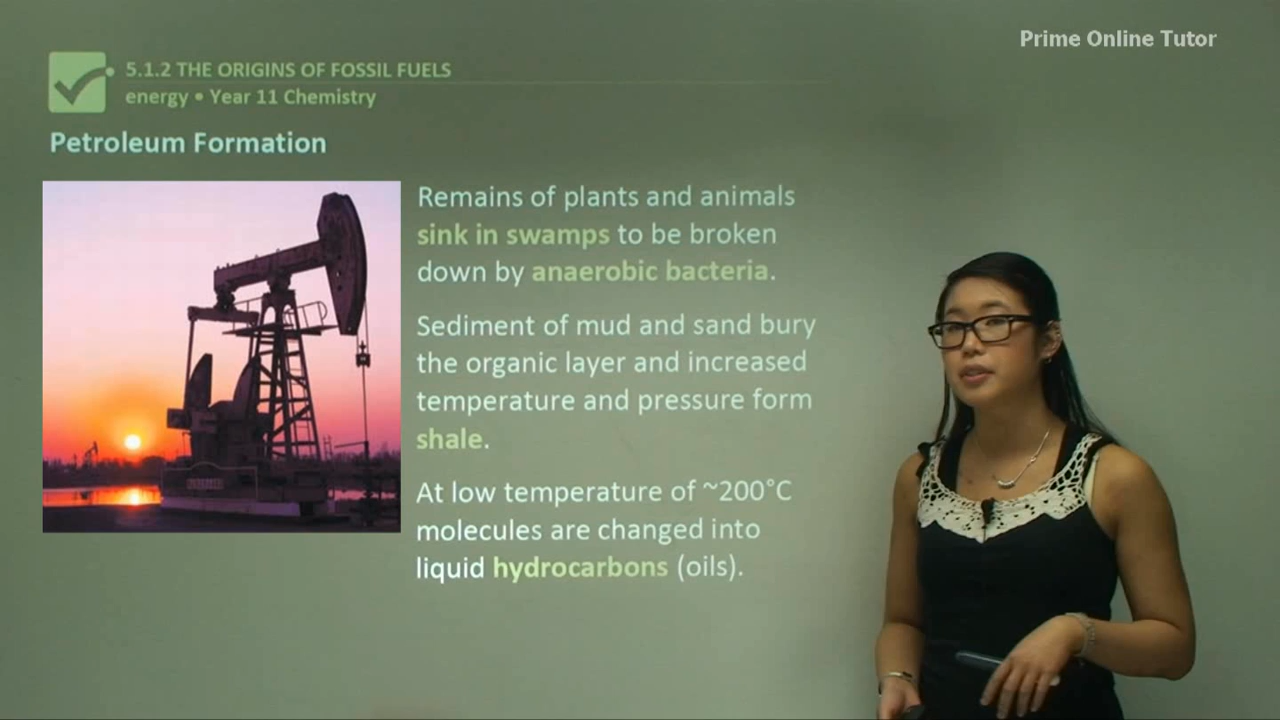 Prime Online Tutor
5.1.2 THE ORIGINS OF FOSSIL FUELS
energy • Year 11 Chemistry
Petroleum Formation
Remains of plants and animals
sink in swamps to be broken
down by anaerobic bacteria.
Sediment of mud and sand bury
the organic layer and increased
temperature and pressure form
shale.
At low temperature of ~200°C
molecules are changed into
liquid hydrocarbons (oils).